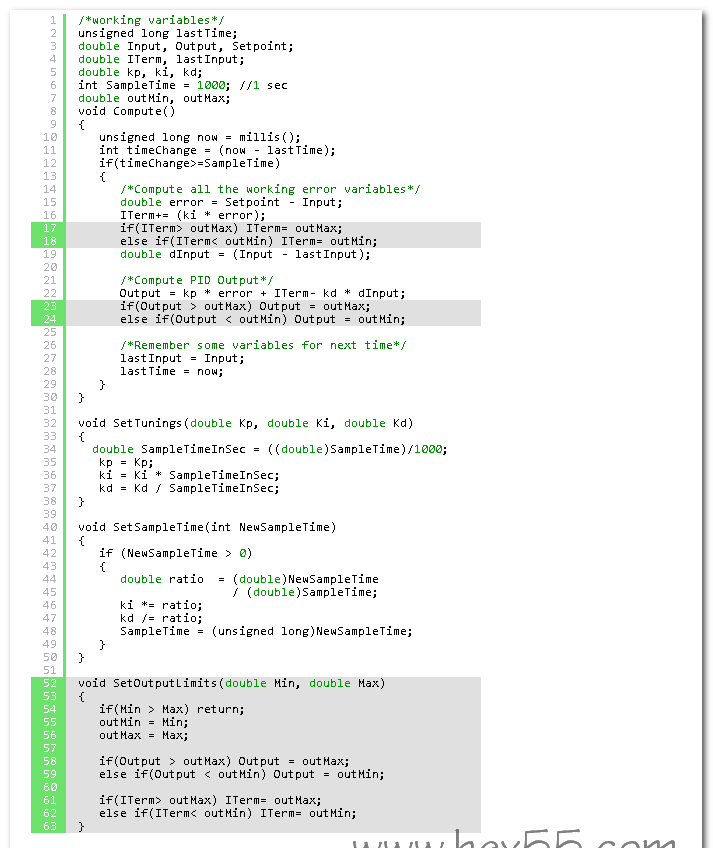 1 /*working variables*/
2 unsigned long lastTime;
3 double Input, Output, Setpoint;
4 double ITerm, lastInput;
5 double kp, ki, kd;
6 int SampleTime = 1000; //1 sec
7 double outMin, outMax;
8 void Compute()
9 {
10 unsigned long now = millis();
11 int timeChange = (now - lastTime);
12 if(timeChange>=SampleTime)
13 {
14 /*Compute all the working error variables*/
15 double error = Setpoint - Input;
16 ITerm+= (ki * error);
17 if(ITerm> outMax) ITerm= outMax;
18 else if(ITerm< outMin) ITerm= outMin;
19 double dInput = (Input - lastInput);
20
21 /*Compute PID Output*/
22 Output = kp * error + ITerm- kd * dInput;
23 if(Output > outMax) Output = outMax;
24 else if(Output < outMin) Output = outMin;
25
26 /*Remember some variables for next time*/
27 lastInput = Input;
28 lastTime = now;
29 }
30 }
31
32 void SetTunings(double Kp, double Ki, double Kd)
33 {
34 double SampleTimeInSec = ((double)SampleTime)/1000;
35 kp = Kp;
36 ki = Ki * SampleTimeInSec;
37 kd = Kd / SampleTimeInSec;
38 }
39
40 void SetSampleTime(int NewSampleTime)
41 {
42 if (NewSampleTime > 0)
43 {
44 double ratio = (double)NewSampleTime
45 / (double)SampleTime;
46 ki *= ratio;
47 kd /= ratio;
48 SampleTime = (unsigned long)NewSampleTime;
49 }
50 }
51
52 void SetOutputLimits(double Min, double Max)
53 {
54 if(Min > Max) return;
55 outMin = Min;
56 outMax = Max;
57
58 if(Output > outMax) Output = outMax;
59 else if(Output < outMin) Output = outMin;
60
61 if(ITerm> outMax) ITerm= outMax;
62 else if(ITerm< outMin) ITerm= outMin;
63 }